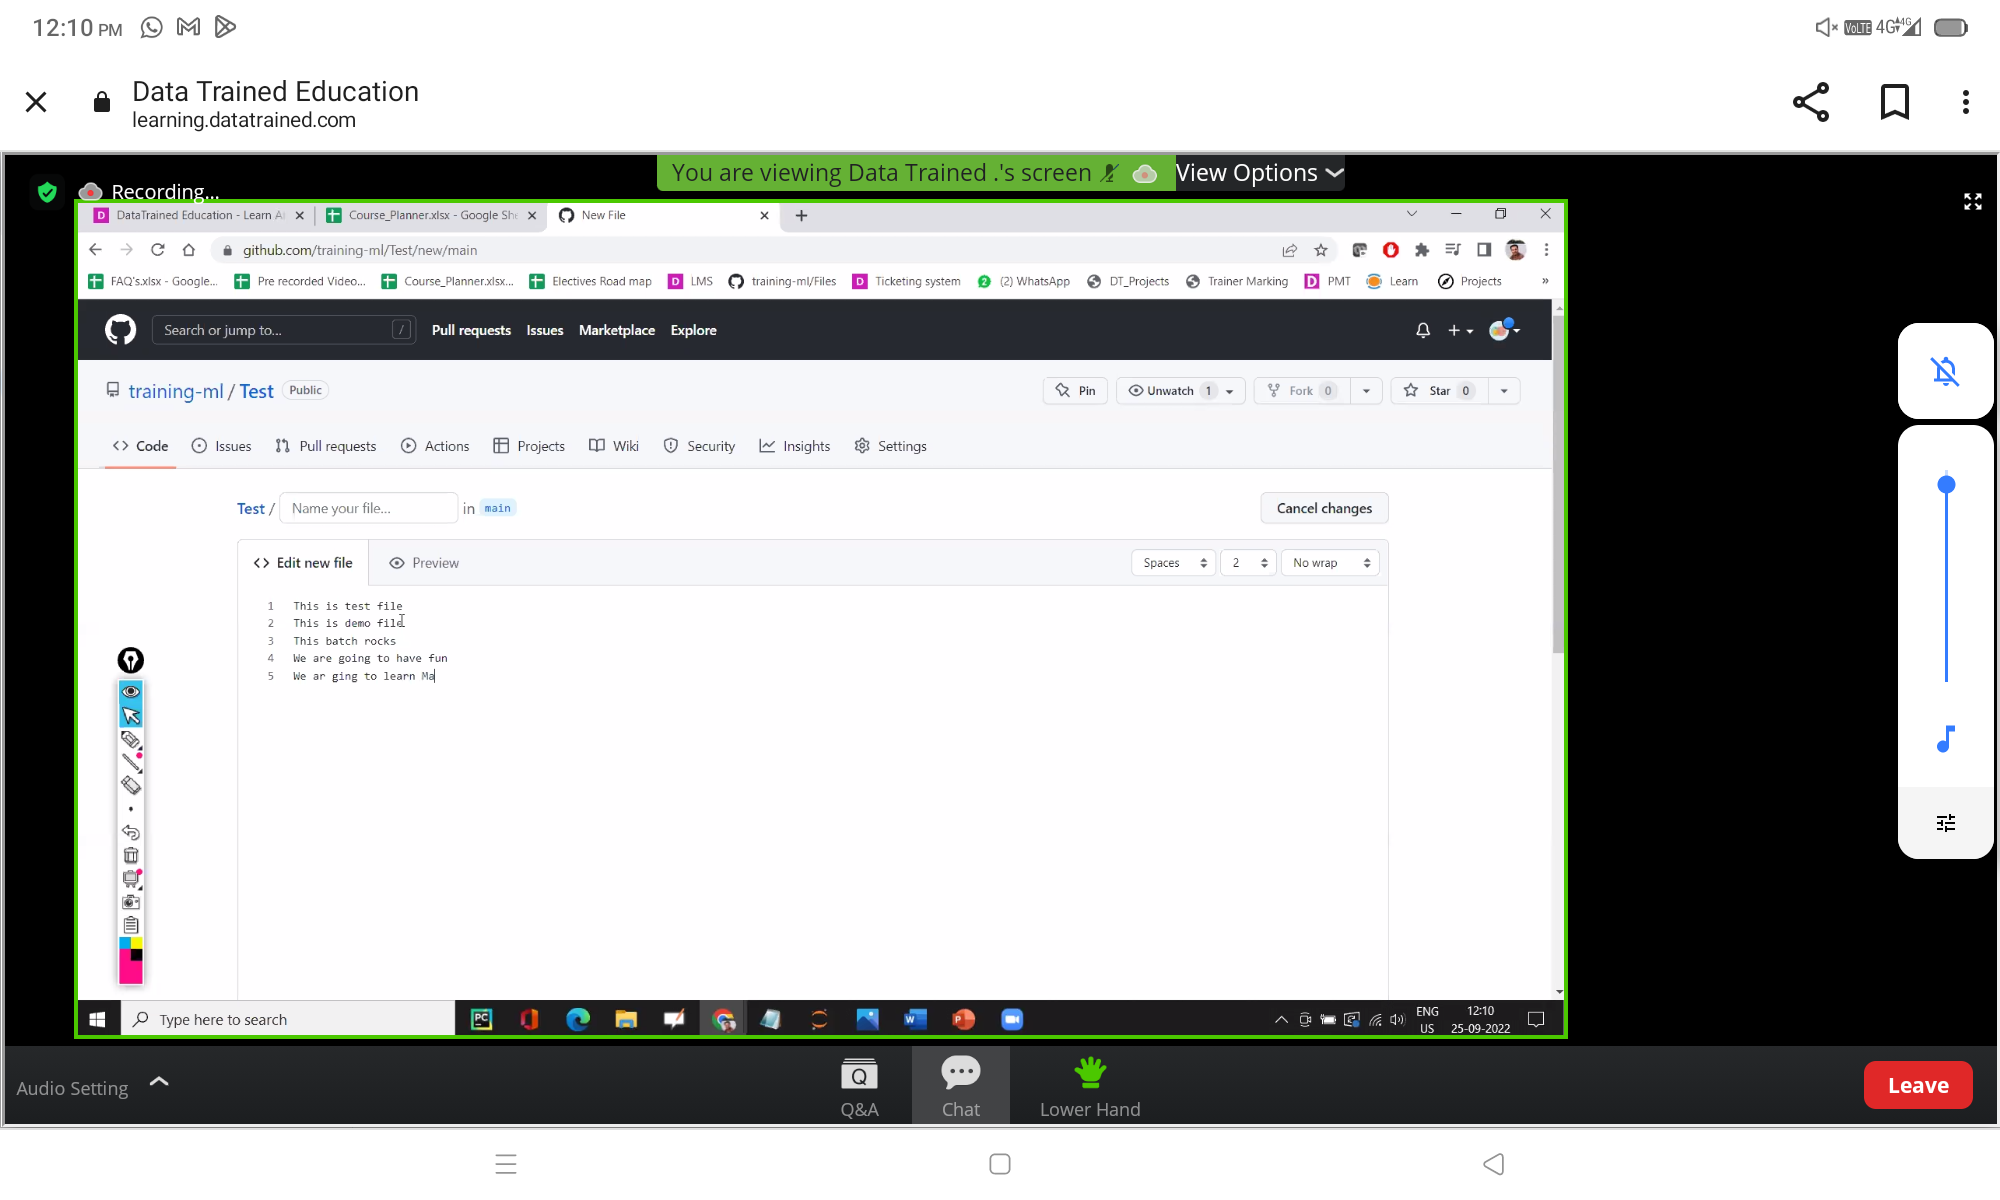 12:10 PM
VoLTE 4G 4G
Data Trained Education
learning.datatrained.com
You are viewing Data Trained .'s screen View Options
Recording...
DataTrained Education - Learn
Course_Planner.xlsx - Google
New File
github.com/training-ml/Test/new/main
FAQ's.xlsx - Google... Pre recorded Video... Course_Planner.xlsx... Electives Road map LMS training-ml/Files Ticketing system (2) WhatsApp DT_Projects Trainer Marking PMT Learn Projects »
Search or jump to... / Pull requests Issues Marketplace Explore
training-ml / Test Public
Pin Unwatch 1 Fork 0 Star 0
<> Code Issues Pull requests Actions Projects Wiki Security Insights Settings
Test / Name your file... in main Cancel changes
<> Edit new file Preview Spaces 2 No wrap
1 This is test file
2 This is demo file
3 This batch rocks
4 We are going to have fun
5 We ar ging to learn Ma
Type here to search
ENG
US
12:10
25-09-2022
Audio Setting
Q&A
Chat
Lower Hand
Leave